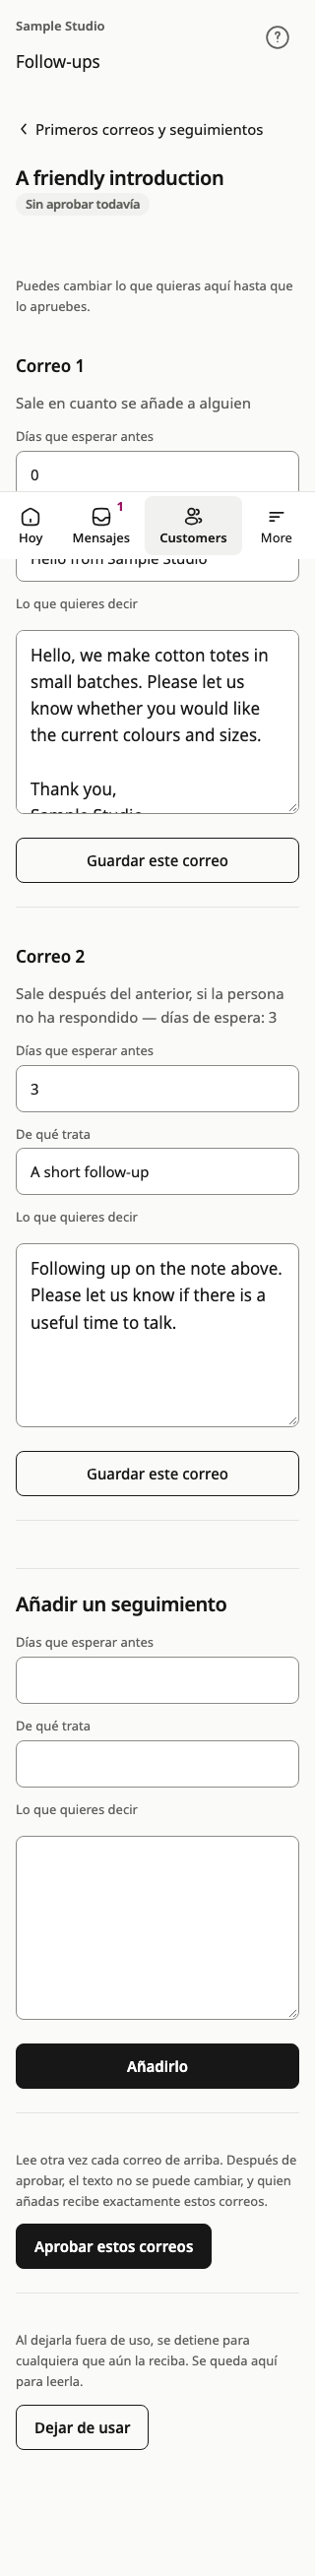 Sample Studio
Follow-ups
Primeros correos y seguimientos
A friendly introduction
Sin aprobar todavía
Puedes cambiar lo que quieras aquí hasta que
lo apruebes.
Correo 1
Sale en cuanto se añade a alguien
Días que esperar antes
0
1
Hoy
Mensajes
Customers
More
Hello from Sample Studio
Lo que quieres decir
Hello, we make cotton totes in
small batches. Please let us
know whether you would like
the current colours and sizes.
Thank you,
Sample Studio
Guardar este correo
Correo 2
Sale después del anterior, si la persona
no ha respondido — días de espera: 3
Días que esperar antes
3
De qué trata
A short follow-up
Lo que quieres decir
Following up on the note above.
Please let us know if there is a
useful time to talk.
Guardar este correo
Añadir un seguimiento
Días que esperar antes
De qué trata
Lo que quieres decir
Añadirlo
Lee otra vez cada correo de arriba. Después de
aprobar, el texto no se puede cambiar, y quien
añadas recibe exactamente estos correos.
Aprobar estos correos
Al dejarla fuera de uso, se detiene para
cualquiera que aún la reciba. Se queda aquí
para leerla.
Dejar de usar